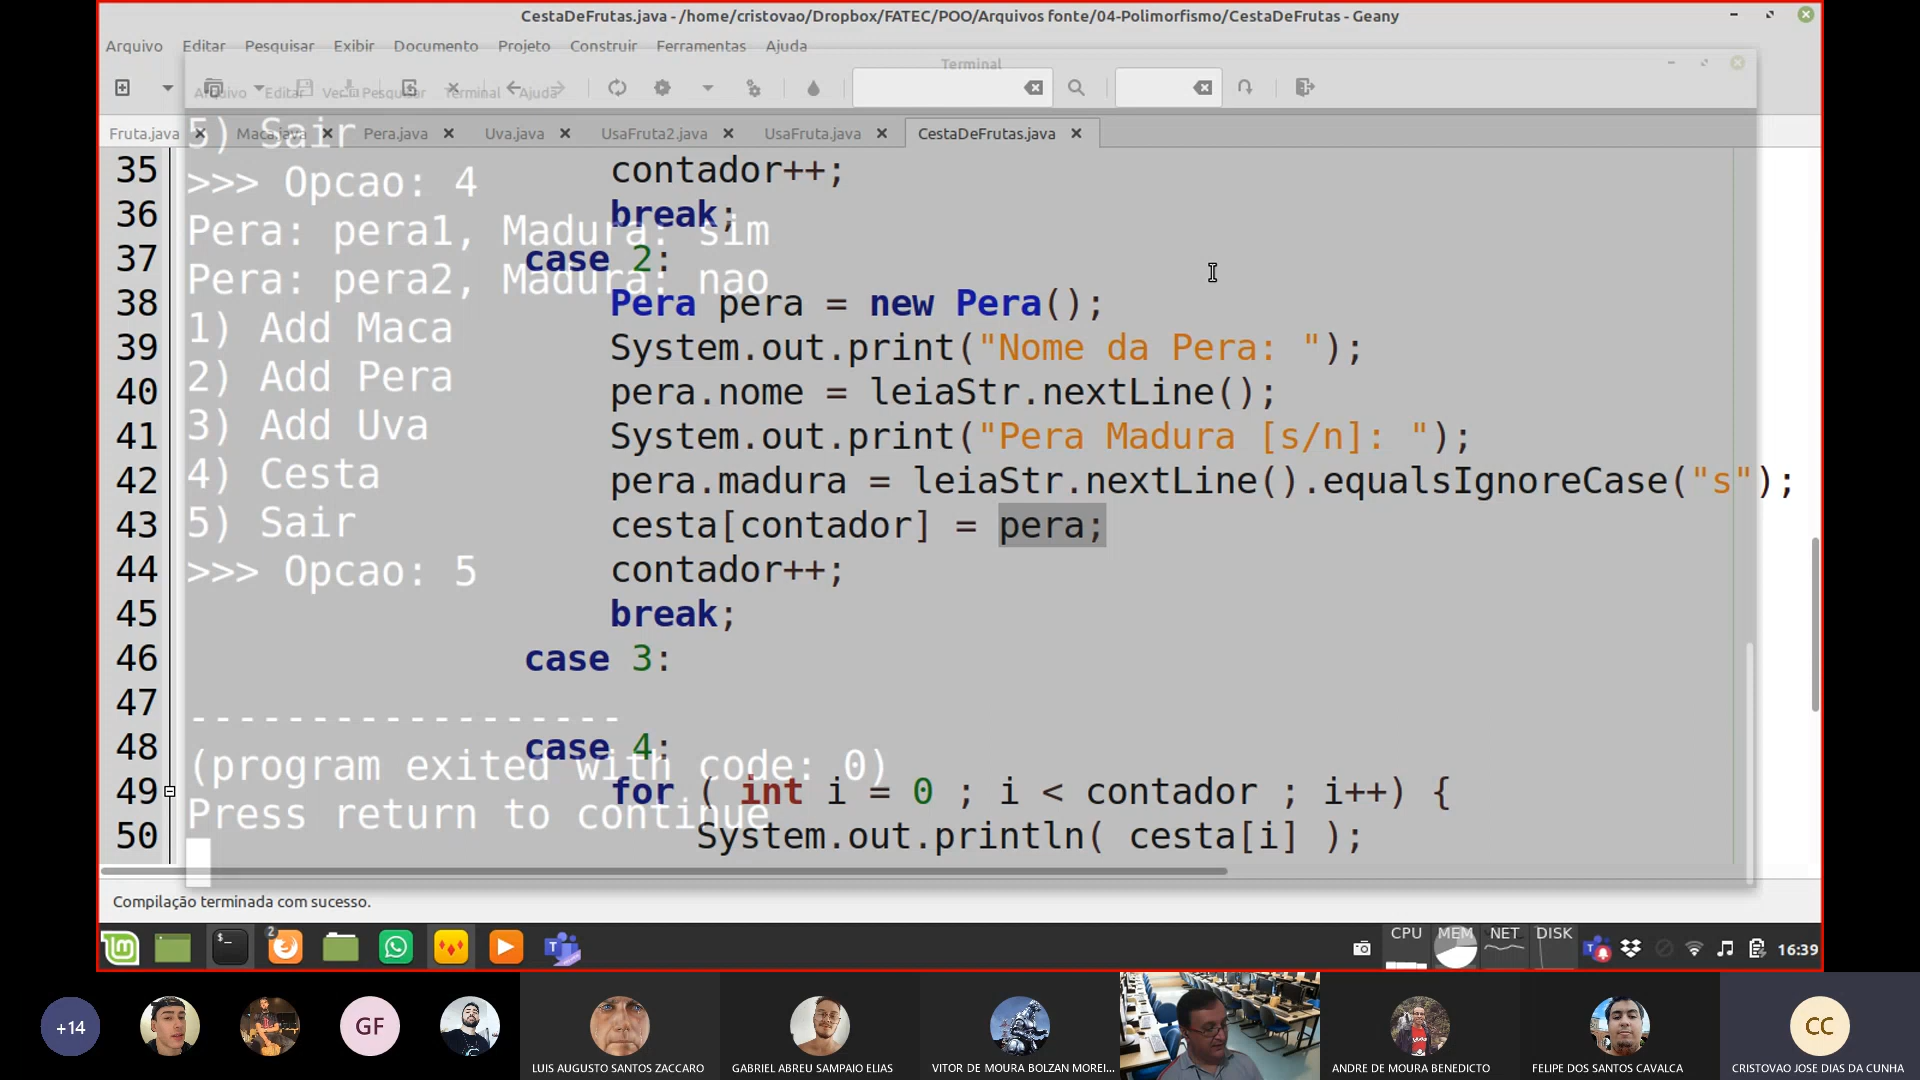 CestaDeFrutas.java - /home/cristovao/Dropbox/FATEC/POO/Arquivos fonte/04-Polimorfismo/CestaDeFrutas - Geany
Arquivo Editar Pesquisar Exibir Documento Projeto Construir Ferramentas Ajuda
Terminal
Arquivo Editar Ver Pesquisar Terminal Ajuda
Fruta.java Maca.java Pera.java Uva.java UsaFruta2.java UsaFruta.java CestaDeFrutas.java
5) Sair
>>> Opcao: 4
Pera: pera1, Madura: sim
Pera: pera2, Madura: nao
1) Add Maca
2) Add Pera
3) Add Uva
4) Cesta
5) Sair
>>> Opcao: 5
------------------
(program exited with code: 0)
Press return to continue
35 contador++;
36 break;
37 case 2:
38 Pera pera = new Pera();
39 System.out.print("Nome da Pera: ");
40 pera.nome = leiaStr.nextLine();
41 System.out.print("Pera Madura [s/n]: ");
42 pera.madura = leiaStr.nextLine().equalsIgnoreCase("s");
43 cesta[contador] = pera;
44 contador++;
45 break;
46 case 3:
47
48 case 4:
49 for ( int i = 0 ; i < contador ; i++) {
50 System.out.println( cesta[i] );
Compilação terminada com sucesso.
2
CPU MEM NET DISK
16:39
+14
GF
CC
LUIS AUGUSTO SANTOS ZACCARO
GABRIEL ABREU SAMPAIO ELIAS
VITOR DE MOURA BOLZAN MOREI...
ANDRE DE MOURA BENEDICTO
FELIPE DOS SANTOS CAVALCA
CRISTOVAO JOSE DIAS DA CUNHA